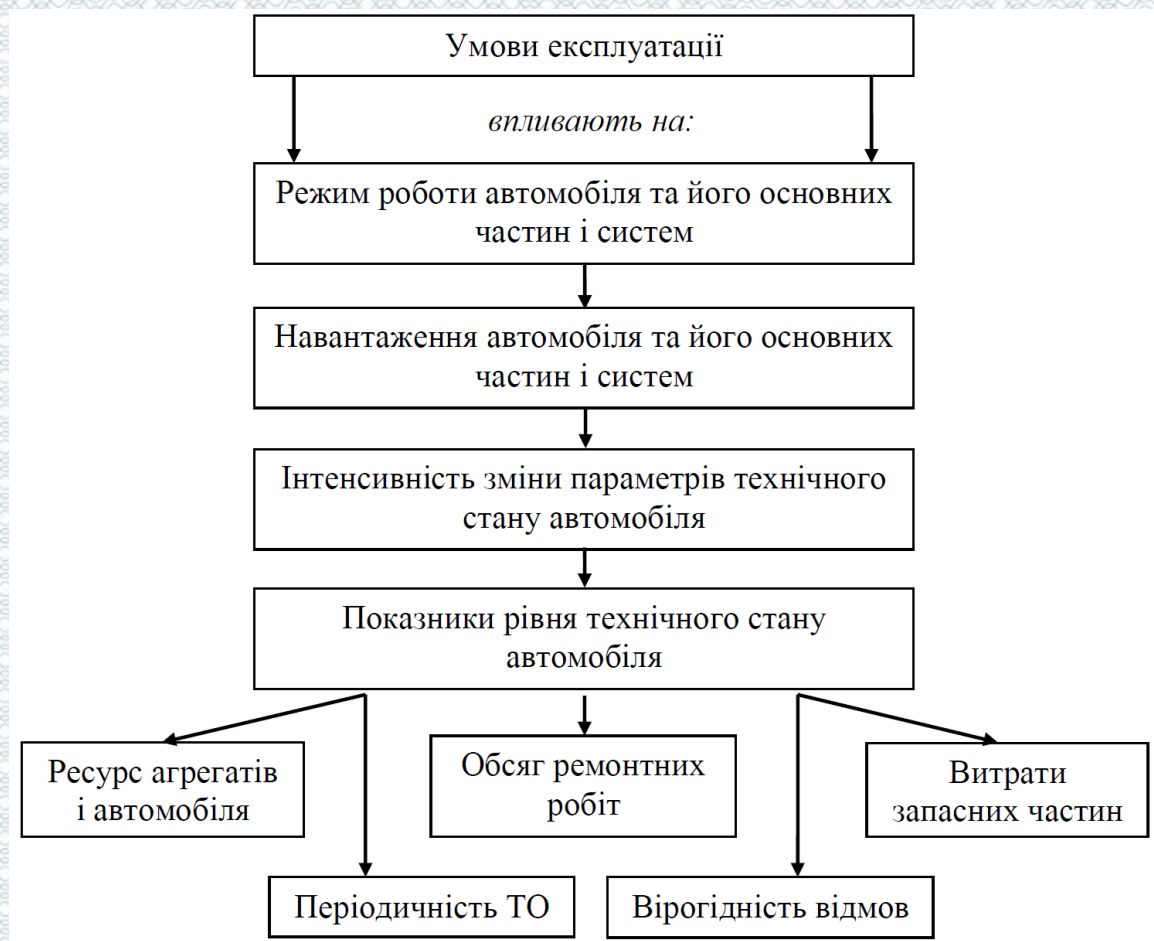 Умови експлуатації
впливають на:
Режим роботи автомобіля та його основних
частин і систем
Навантаження автомобіля та його основних
частин і систем
Інтенсивність зміни параметрів технічного
стану автомобіля
Показники рівня технічного стану
автомобіля
Ресурс агрегатів
і автомобіля
Обсяг ремонтних
робіт
Витрати
запасних частин
Періодичність ТО
Вірогідність відмов